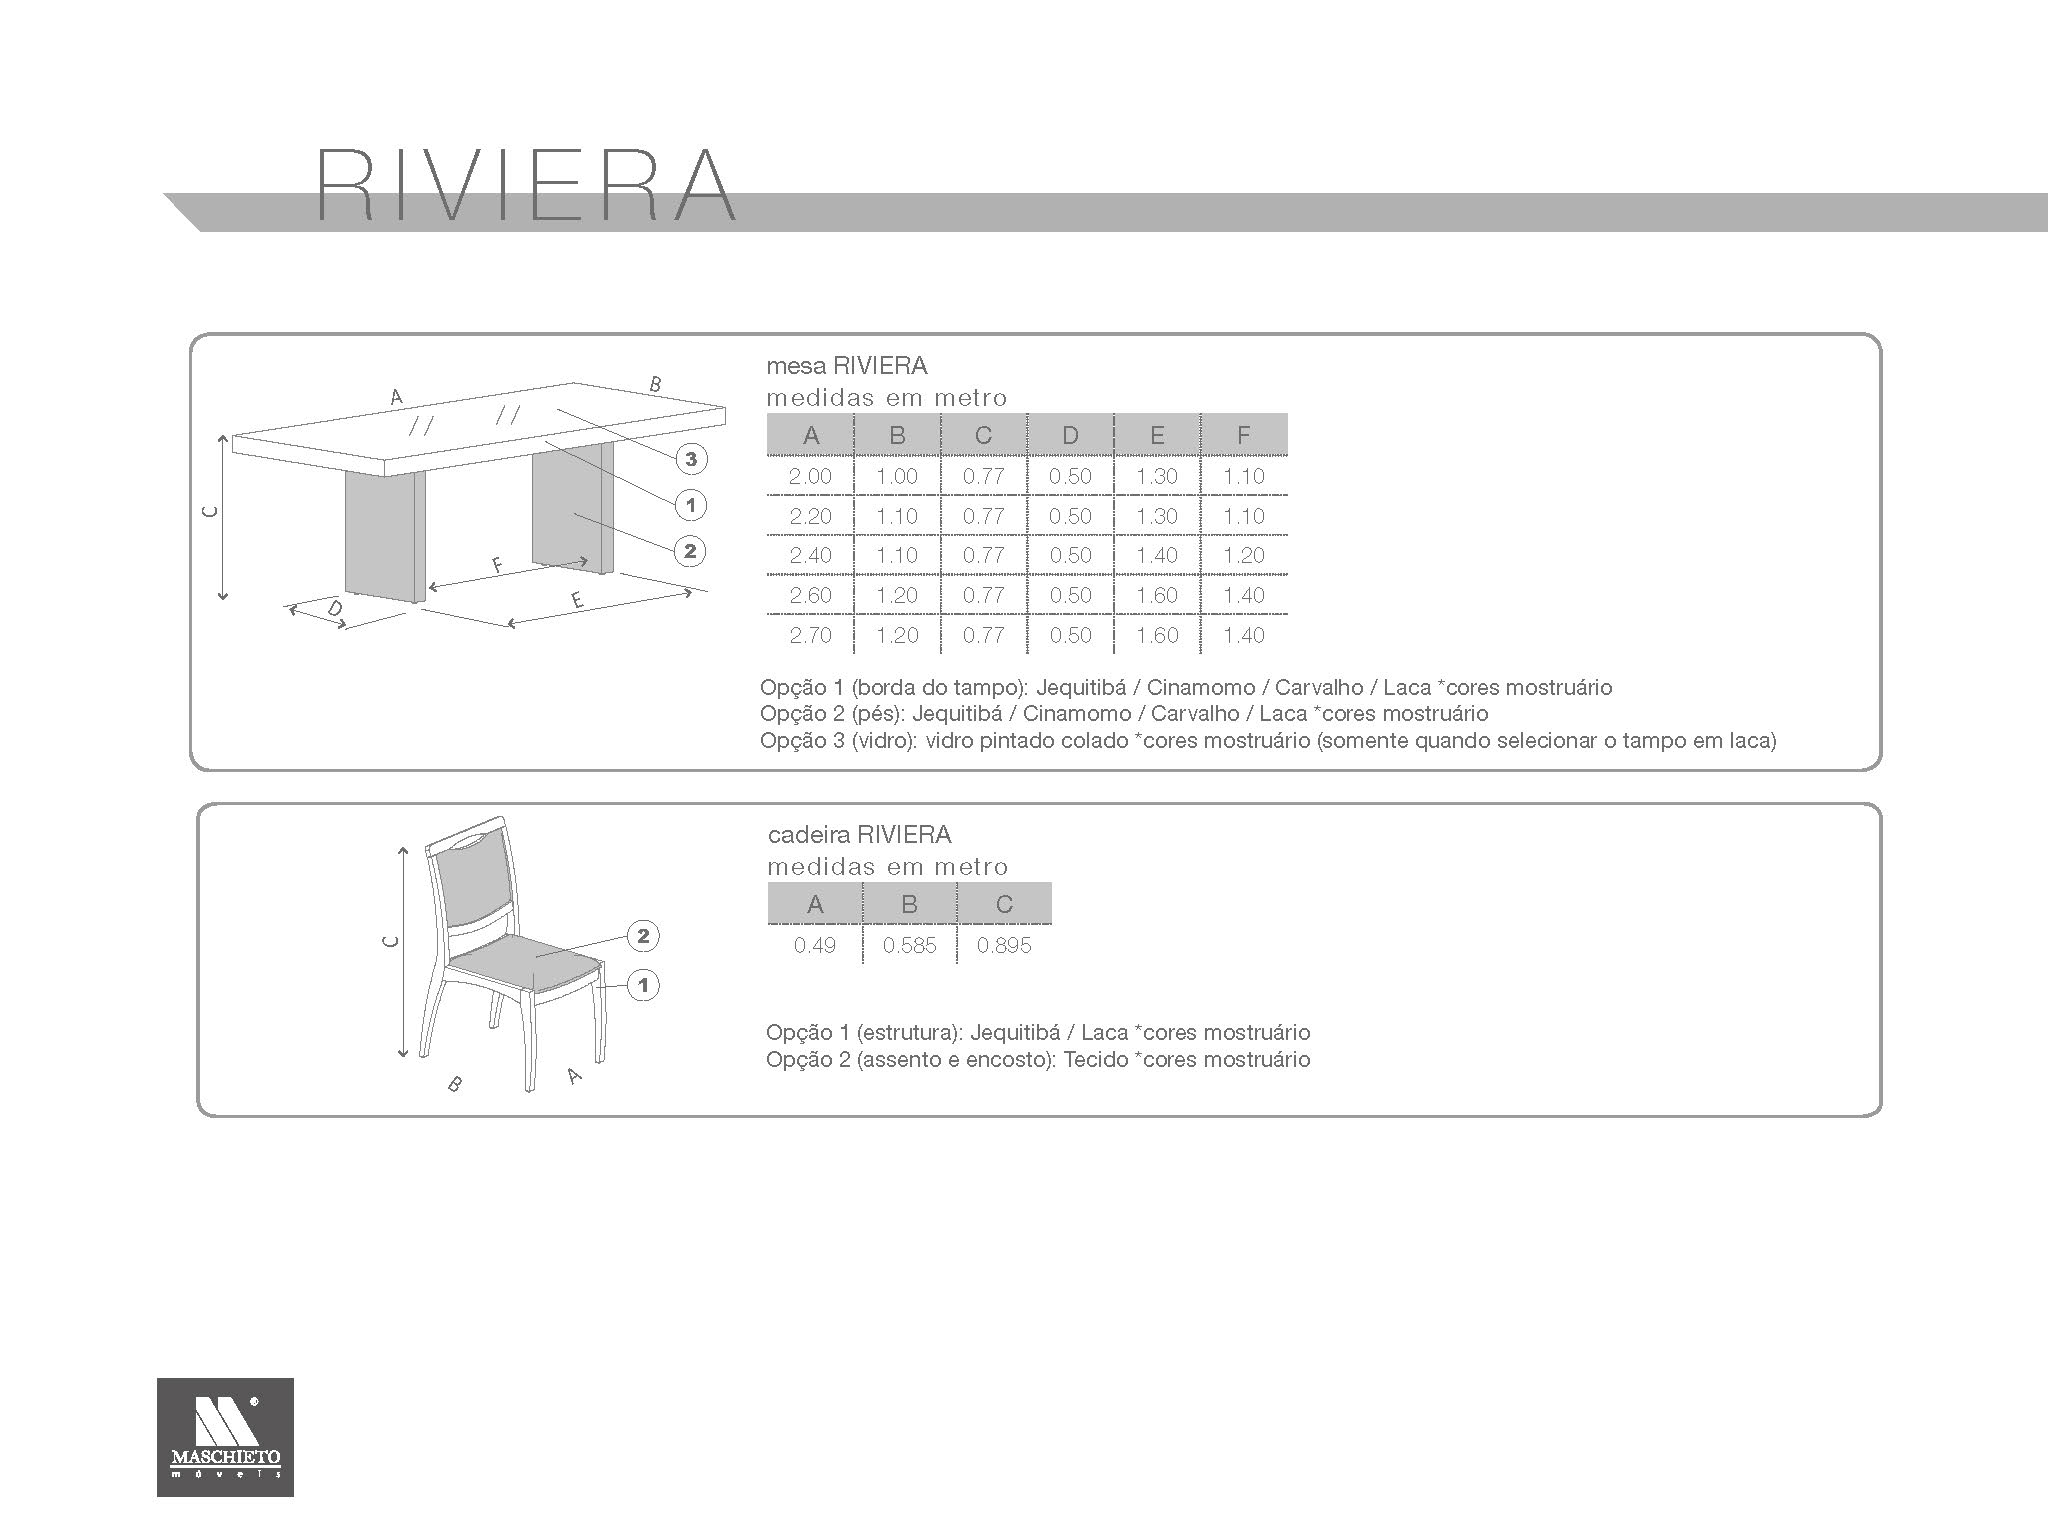 RIVIERA
A
B
C
3
1
2
F
D
E
mesa RIVIERA
medidas em metro
A B C D E F
2.00 1.00 0.77 0.50 1.30 1.10
2.20 1.10 0.77 0.50 1.30 1.10
2.40 1.10 0.77 0.50 1.40 1.20
2.60 1.20 0.77 0.50 1.60 1.40
2.70 1.20 0.77 0.50 1.60 1.40
Opção 1 (borda do tampo): Jequitibá / Cinamomo / Carvalho / Laca *cores mostruário
Opção 2 (pés): Jequitibá / Cinamomo / Carvalho / Laca *cores mostruário
Opção 3 (vidro): vidro pintado colado *cores mostruário (somente quando selecionar o tampo em laca)
C
2
1
B
A
cadeira RIVIERA
medidas em metro
A B C
0.49 0.585 0.895
Opção 1 (estrutura): Jequitibá / Laca *cores mostruário
Opção 2 (assento e encosto): Tecido *cores mostruário
®
MASCHIETO
móveis